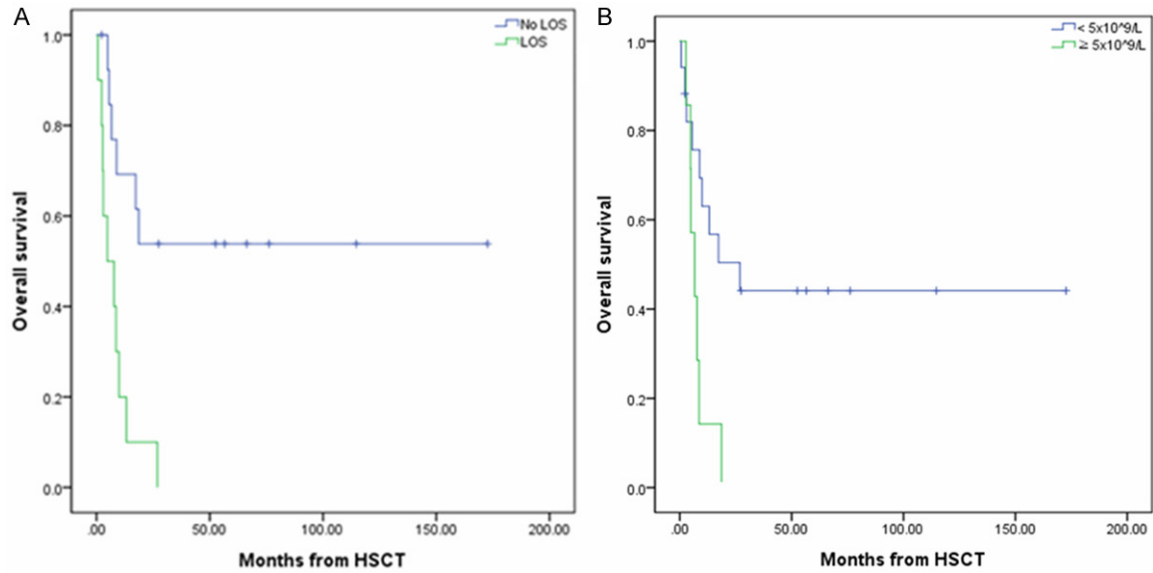 A
No LOS
LOS
1.0
0.8
0.6
0.4
0.2
0.0
Overall survival
.00 50.00 100.00 150.00 200.00
Months from HSCT
B
< 5x10^9/L
≥ 5x10^9/L
1.0
0.8
0.6
0.4
0.2
0.0
Overall survival
.00 50.00 100.00 150.00 200.00
Months from HSCT